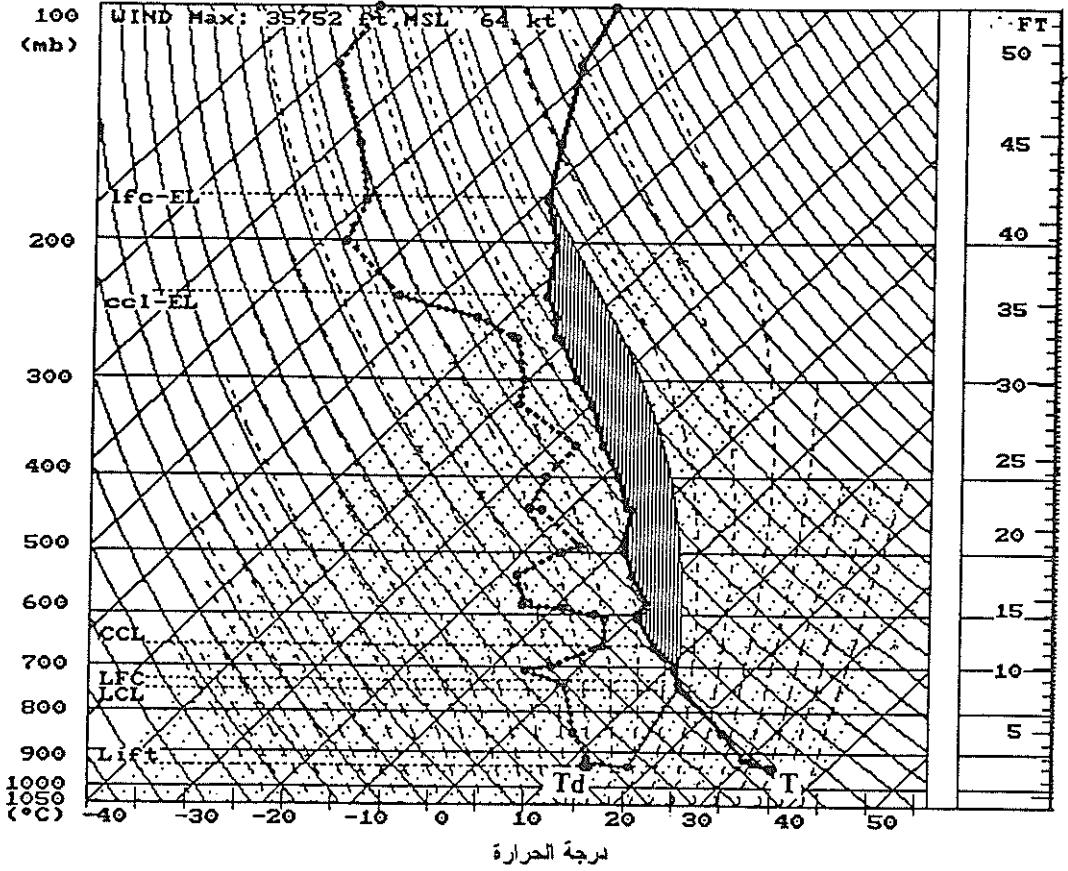 WIND Max: 35752 ft MSL 64 kt
FT
100
(mb)
50
45
lfc-EL
200
40
ccl-EL
35
300
30
400
25
500
20
600
15
CCL
700
LFC
10
LCL
800
5
900
Lift
1000
1050
Td
T
(°C)
-40
-30
-20
-10
0
10
20
30
40
50
درجة الحرارة